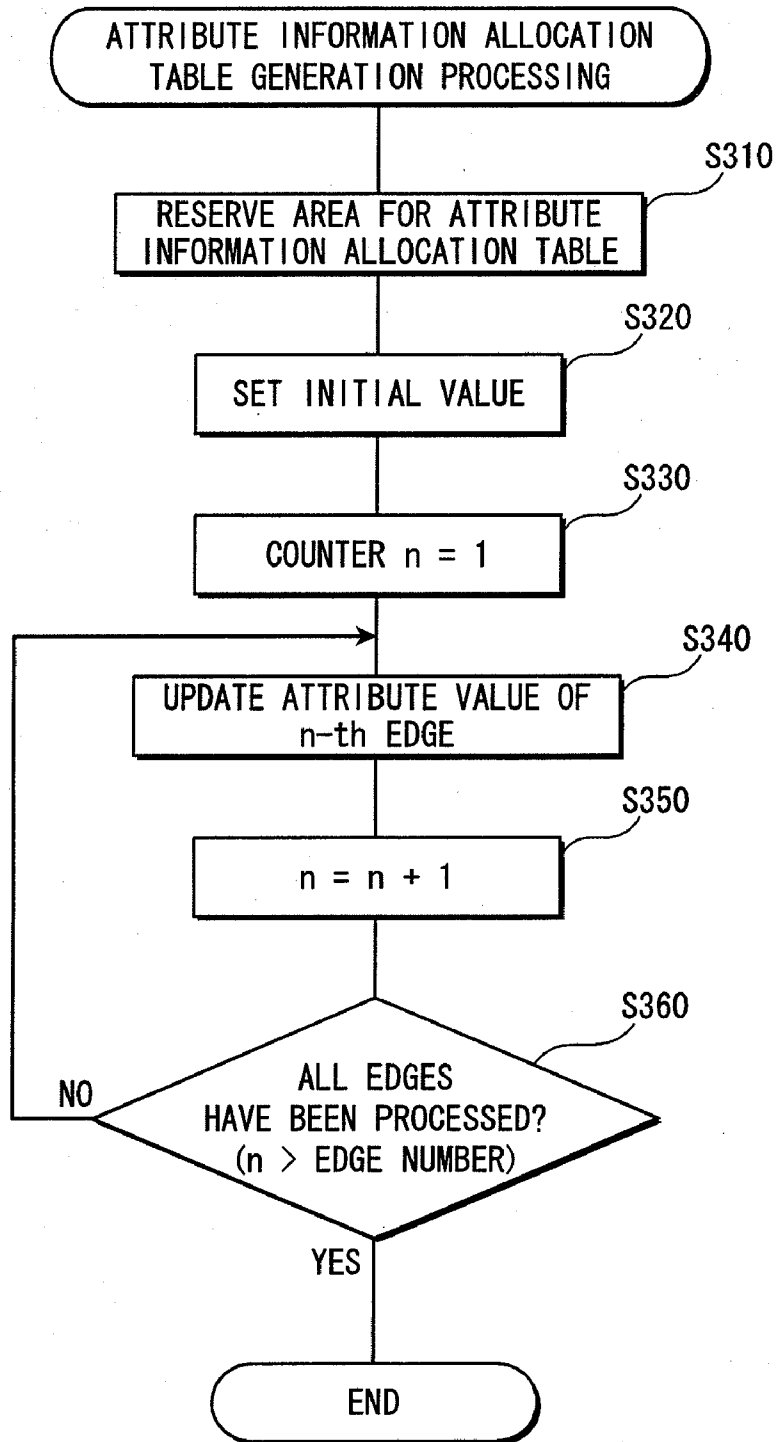 ATTRIBUTE INFORMATION ALLOCATION
TABLE GENERATION PROCESSING
S310
RESERVE AREA FOR ATTRIBUTE
INFORMATION ALLOCATION TABLE
S320
SET INITIAL VALUE
S330
COUNTER n = 1
S340
UPDATE ATTRIBUTE VALUE OF
n-th EDGE
S350
n = n + 1
S360
ALL EDGES
HAVE BEEN PROCESSED?
(n > EDGE NUMBER)
NO
YES
END